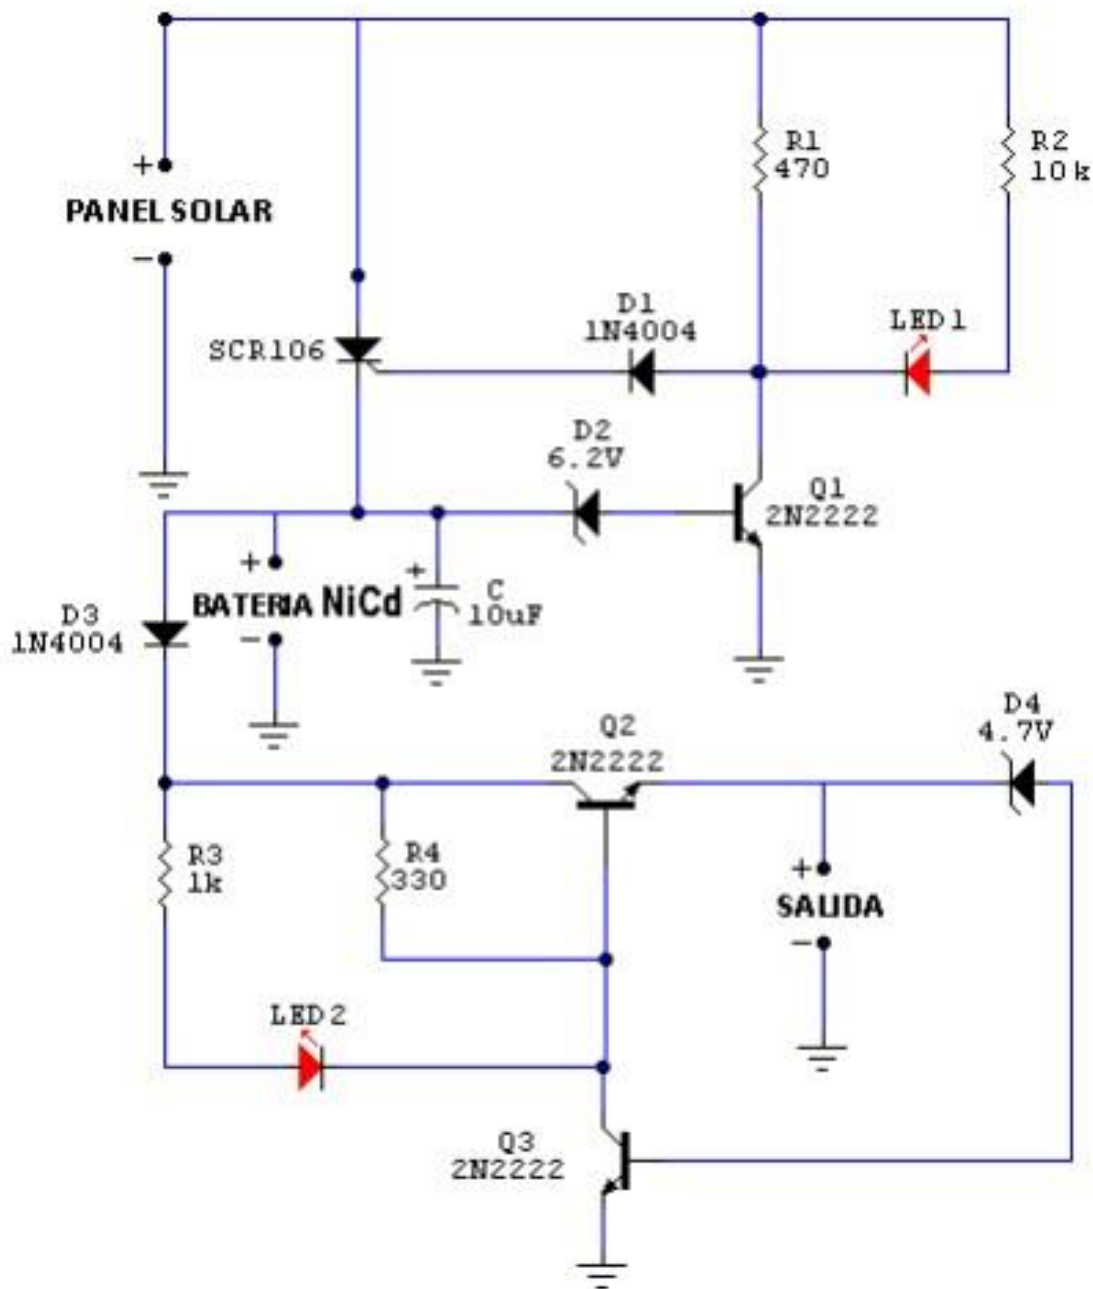 R1
470
R2
10k
+
PANEL SOLAR
−
D1
1N4004
LED1
SCR106
D2
6.2V
Q1
2N2222
+
BATERIA NiCd
−
+
C
10uF
D3
1N4004
Q2
2N2222
D4
4.7V
R3
1k
R4
330
+
SALIDA
−
LED2
Q3
2N2222